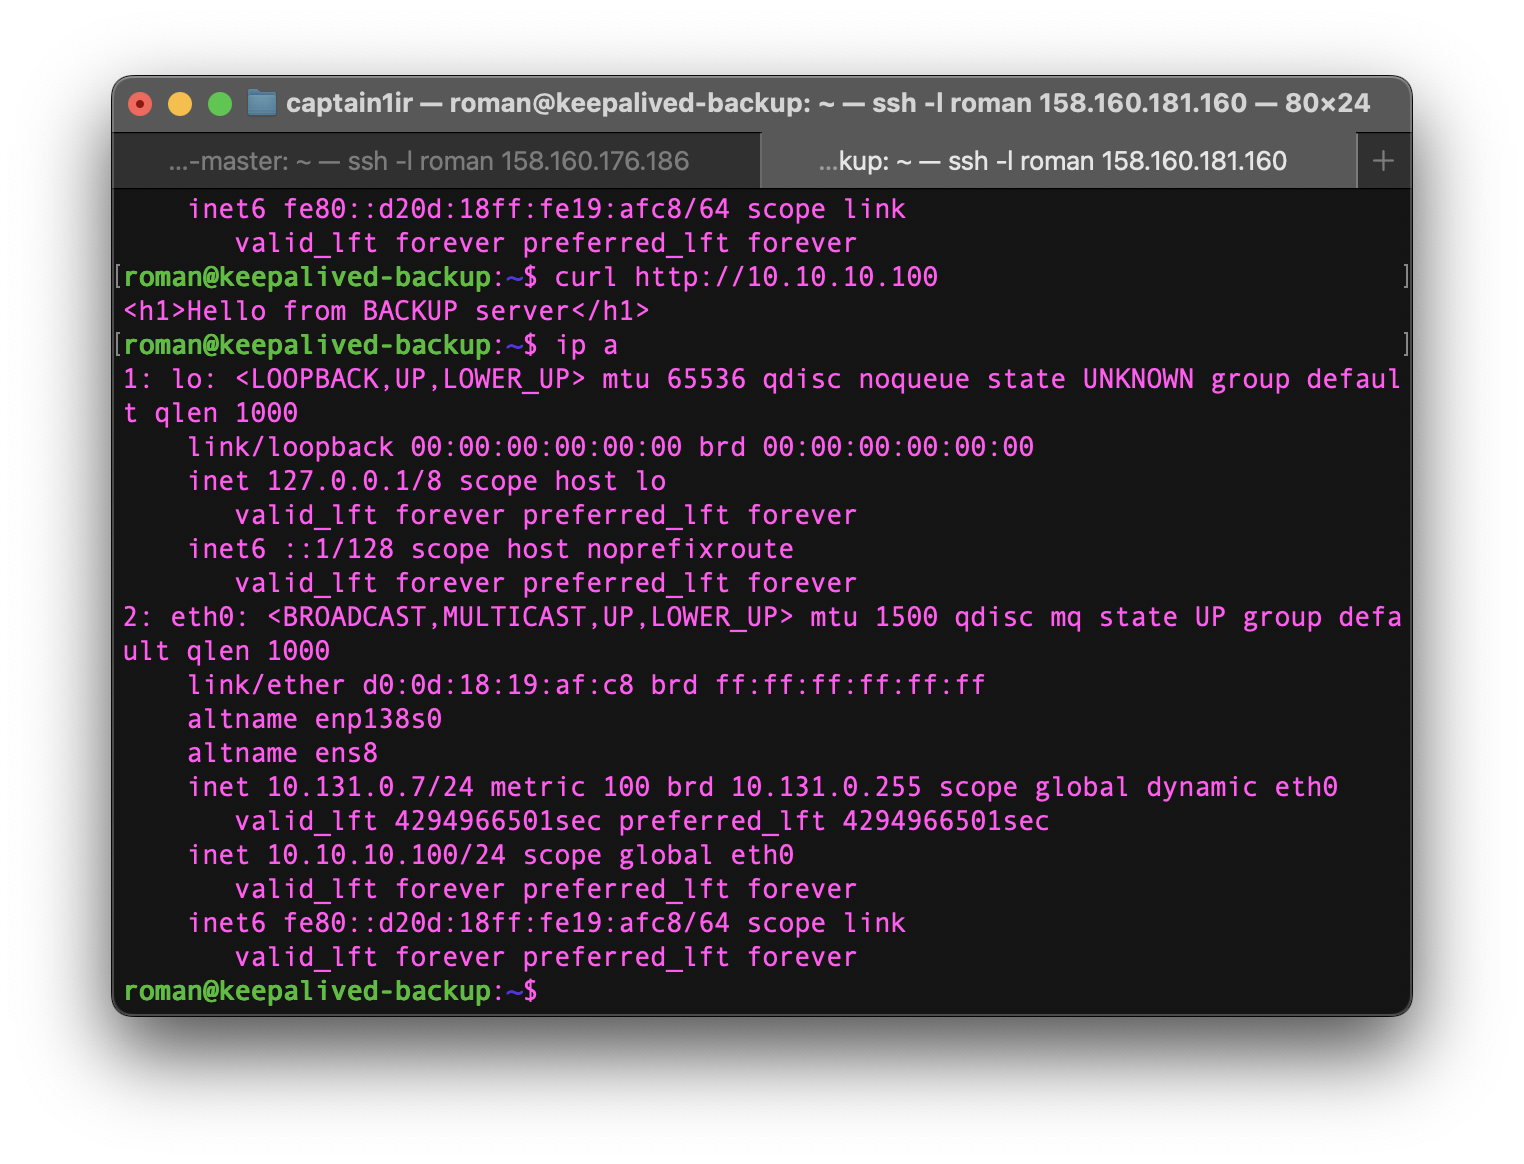 captain1ir — roman@keepalived-backup: ~ — ssh -l roman 158.160.181.160 — 80×24
...-master: ~ — ssh -l roman 158.160.176.186
...kup: ~ — ssh -l roman 158.160.181.160
+
    inet6 fe80::d20d:18ff:fe19:afc8/64 scope link
       valid_lft forever preferred_lft forever
[roman@keepalived-backup:~$ curl http://10.10.10.100 ]
<h1>Hello from BACKUP server</h1>
[roman@keepalived-backup:~$ ip a ]
1: lo: <LOOPBACK,UP,LOWER_UP> mtu 65536 qdisc noqueue state UNKNOWN group defaul
t qlen 1000
    link/loopback 00:00:00:00:00:00 brd 00:00:00:00:00:00
    inet 127.0.0.1/8 scope host lo
       valid_lft forever preferred_lft forever
    inet6 ::1/128 scope host noprefixroute
       valid_lft forever preferred_lft forever
2: eth0: <BROADCAST,MULTICAST,UP,LOWER_UP> mtu 1500 qdisc mq state UP group defa
ult qlen 1000
    link/ether d0:0d:18:19:af:c8 brd ff:ff:ff:ff:ff:ff
    altname enp138s0
    altname ens8
    inet 10.131.0.7/24 metric 100 brd 10.131.0.255 scope global dynamic eth0
       valid_lft 4294966501sec preferred_lft 4294966501sec
    inet 10.10.10.100/24 scope global eth0
       valid_lft forever preferred_lft forever
    inet6 fe80::d20d:18ff:fe19:afc8/64 scope link
       valid_lft forever preferred_lft forever
roman@keepalived-backup:~$